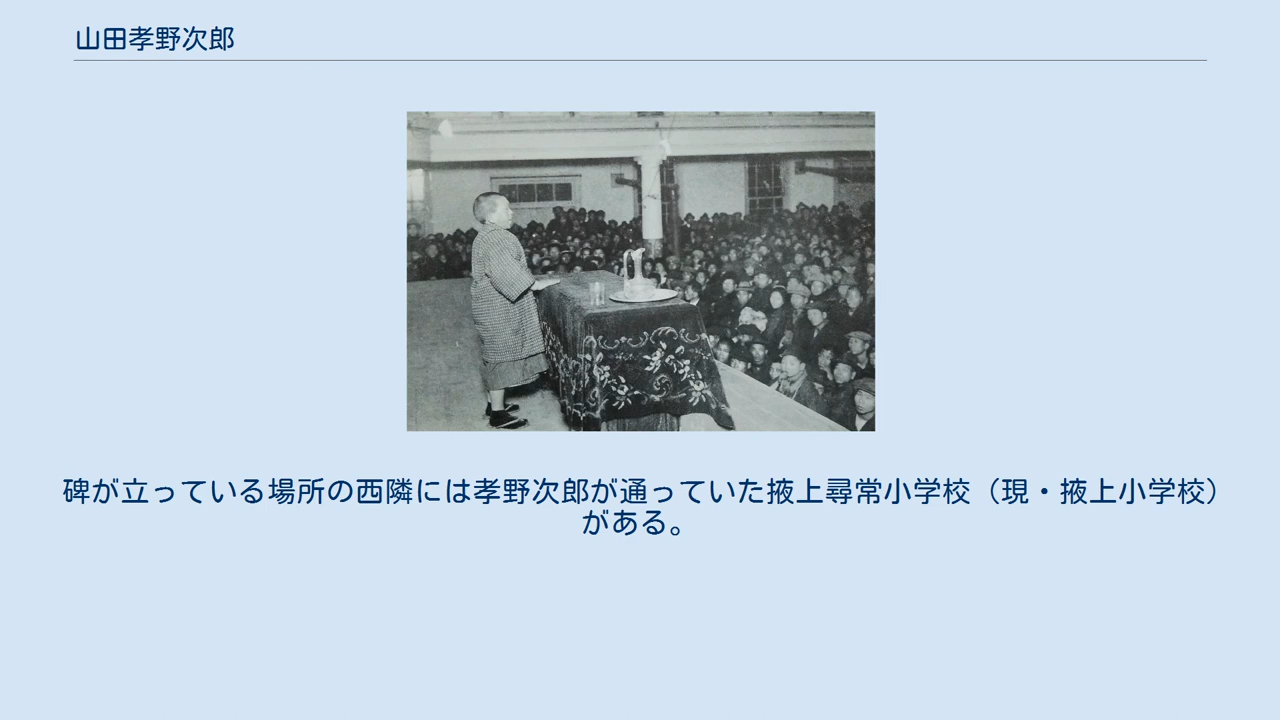 山田孝野次郎
碑が立っている場所の西隣には孝野次郎が通っていた掖上尋常小学校（現・掖上小学校）
がある。